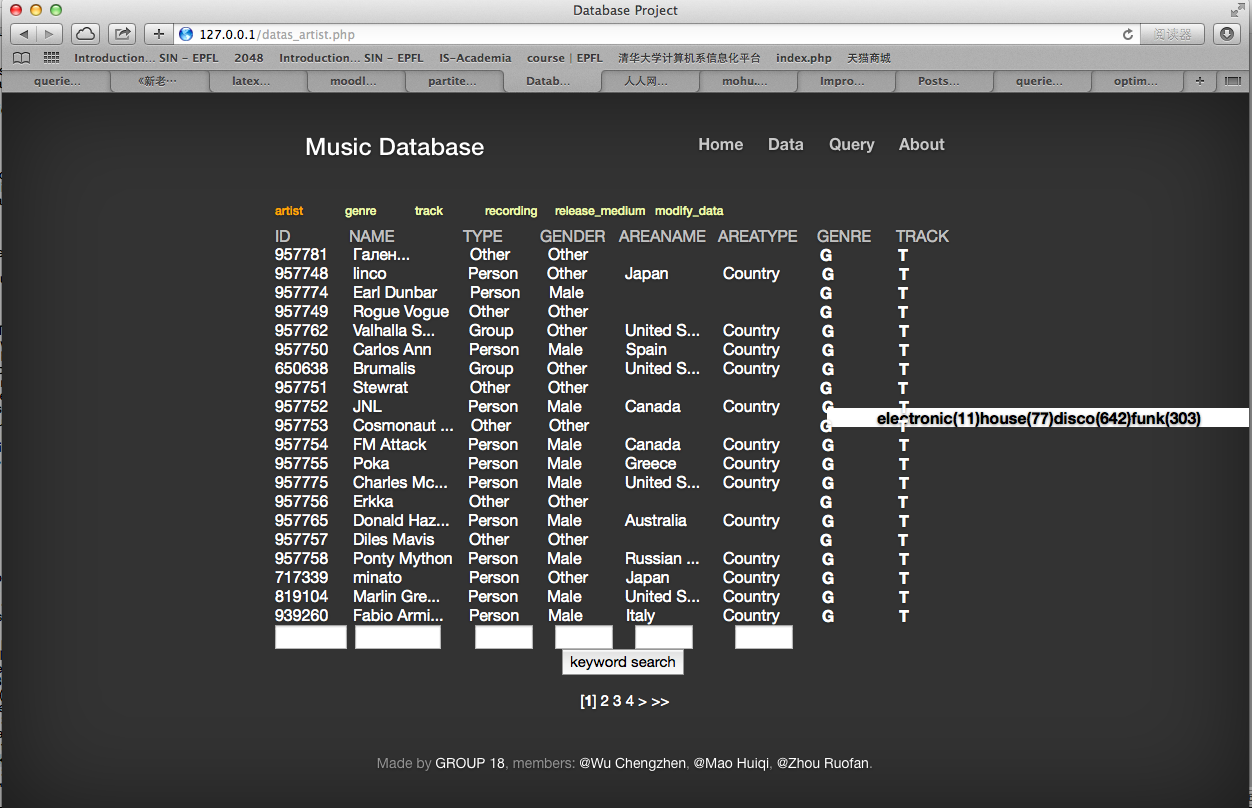 Database Project
127.0.0.1/datas_artist.php 阅读器
Introduction... SIN – EPFL 2048 Introduction... SIN – EPFL IS-Academia course | EPFL 清华大学计算机系信息化平台 index.php 天猫商城
querie... 《新老… latex... moodl... partite... Datab... 人人网... mohu.... Impro... Posts... querie... optim...
Music Database Home Data Query About
artist genre track recording release_medium modify_data
ID NAME TYPE GENDER AREANAME AREATYPE GENRE TRACK
957781 Гален... Other Other G T
957748 linco Person Other Japan Country G T
957774 Earl Dunbar Person Male G T
957749 Rogue Vogue Other Other G T
957762 Valhalla S... Group Other United S... Country G T
957750 Carlos Ann Person Male Spain Country G T
650638 Brumalis Group Other United S... Country G T
957751 Stewrat Other Other G T
957752 JNL Person Male Canada Country G T
electronic(11)house(77)disco(642)funk(303)
957753 Cosmonaut ... Other Other G T
957754 FM Attack Person Male Canada Country G T
957755 Poka Person Male Greece Country G T
957775 Charles Mc... Person Male United S... Country G T
957756 Erkka Other Other G T
957765 Donald Haz... Person Male Australia Country G T
957757 Diles Mavis Other Other G T
957758 Ponty Mython Person Male Russian ... Country G T
717339 minato Person Other Japan Country G T
819104 Marlin Gre... Person Male United S... Country G T
939260 Fabio Armi... Person Male Italy Country G T
keyword search
[1] 2 3 4 > >>
Made by GROUP 18, members: @Wu Chengzhen, @Mao Huiqi, @Zhou Ruofan.